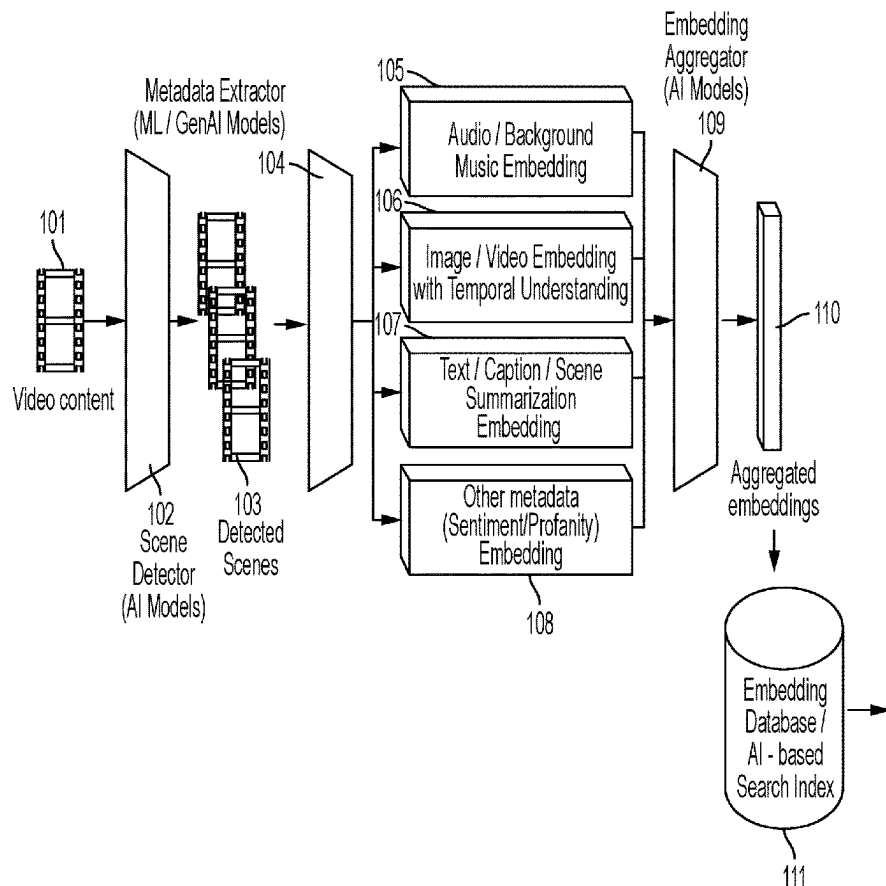 Embedding
Aggregator
(AI Models)
109
Metadata Extractor
(ML / GenAI Models)
104
105
Audio / Background
Music Embedding
106
Image / Video Embedding
with Temporal Understanding
107
Text / Caption / Scene
Summarization
Embedding
Other metadata
(Sentiment/Profanity)
Embedding
108
101
Video content
102
Scene
Detector
(AI Models)
103
Detected
Scenes
110
Aggregated
embeddings
Embedding
Database /
AI - based
Search Index
111